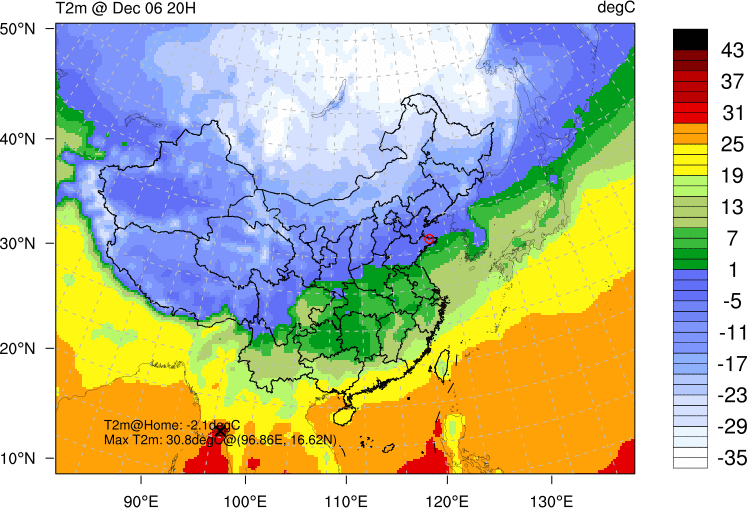 T2m @ Dec 06 20H
degC
50°N
40°N
30°N
20°N
10°N
90°E
100°E
110°E
120°E
130°E
T2m@Home: -2.1degC
Max T2m: 30.8degC@(96.86E, 16.62N)
43
37
31
25
19
13
7
1
-5
-11
-17
-23
-29
-35